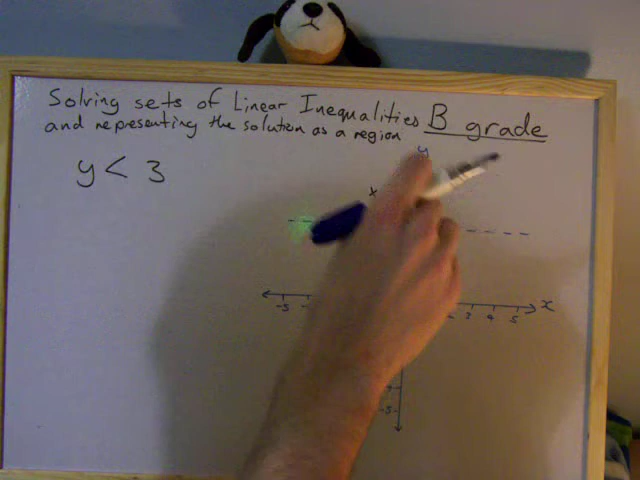 Solving sets of Linear Inequalities B grade
and representing the solution as a region
y < 3
y
x
x
-5
2 4 5
-5